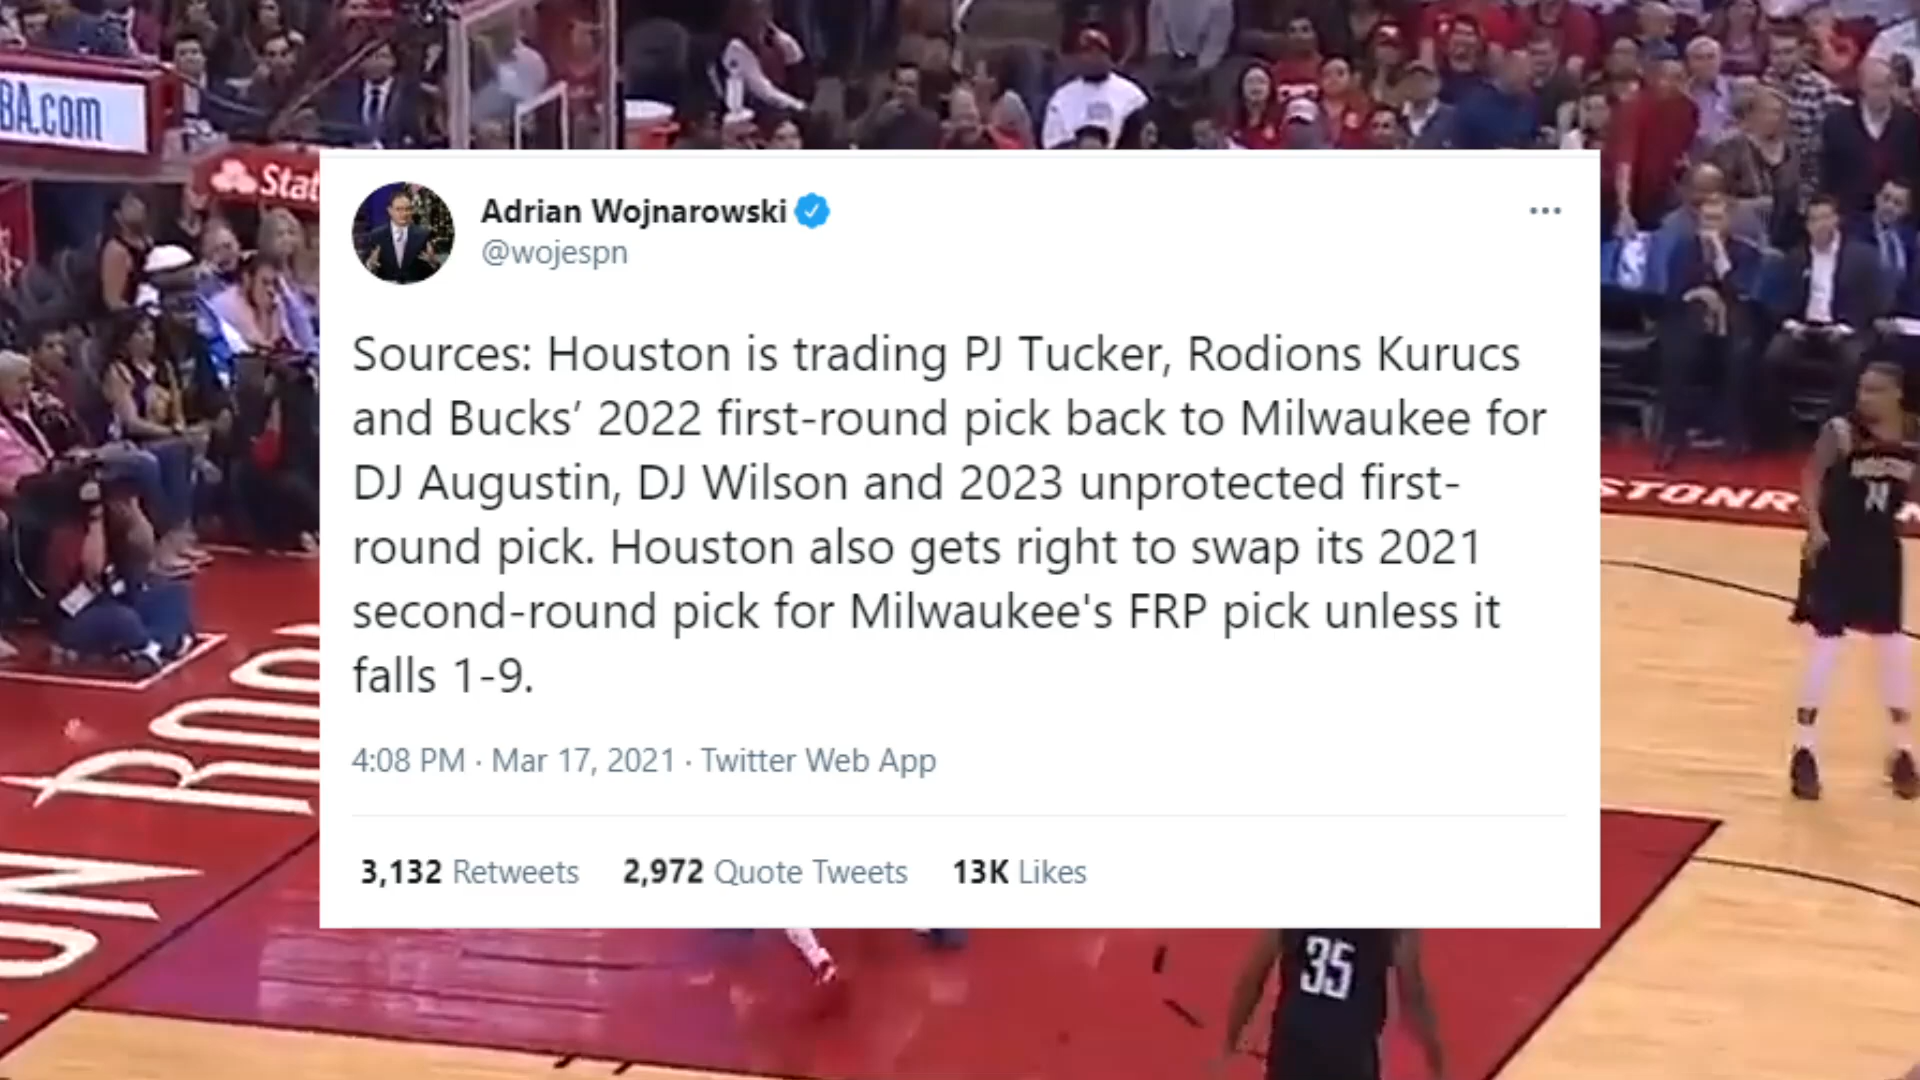 BA.com
Stat
Adrian Wojnarowski
@wojespn
Sources: Houston is trading PJ Tucker, Rodions Kurucs
and Bucks’ 2022 first-round pick back to Milwaukee for
DJ Augustin, DJ Wilson and 2023 unprotected first-
round pick. Houston also gets right to swap its 2021
second-round pick for Milwaukee's FRP pick unless it
falls 1-9.
4:08 PM · Mar 17, 2021 · Twitter Web App
3,132 Retweets 2,972 Quote Tweets 13K Likes
STONR
35